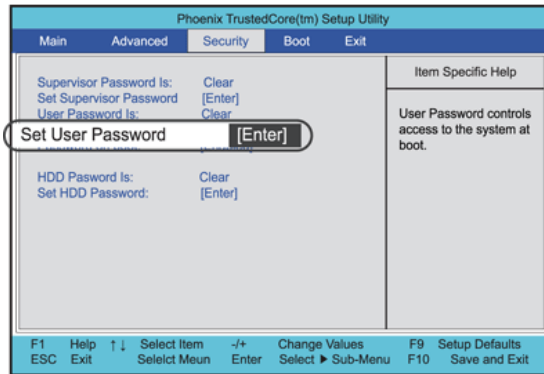 Phoenix TrustedCore(tm) Setup Utility
Main Advanced Security Boot Exit
Supervisor Password Is: Clear
Set Supervisor Password [Enter]
User Password Is: Clear
Set User Password [Enter]
HDD Pasword Is: Clear
Set HDD Password: [Enter]
Item Specific Help
User Password controls
access to the system at
boot.
F1 Help ↑↓ Select Item -/+ Change Values F9 Setup Defaults
ESC Exit Selelct Meun Enter Select ▶ Sub-Menu F10 Save and Exit